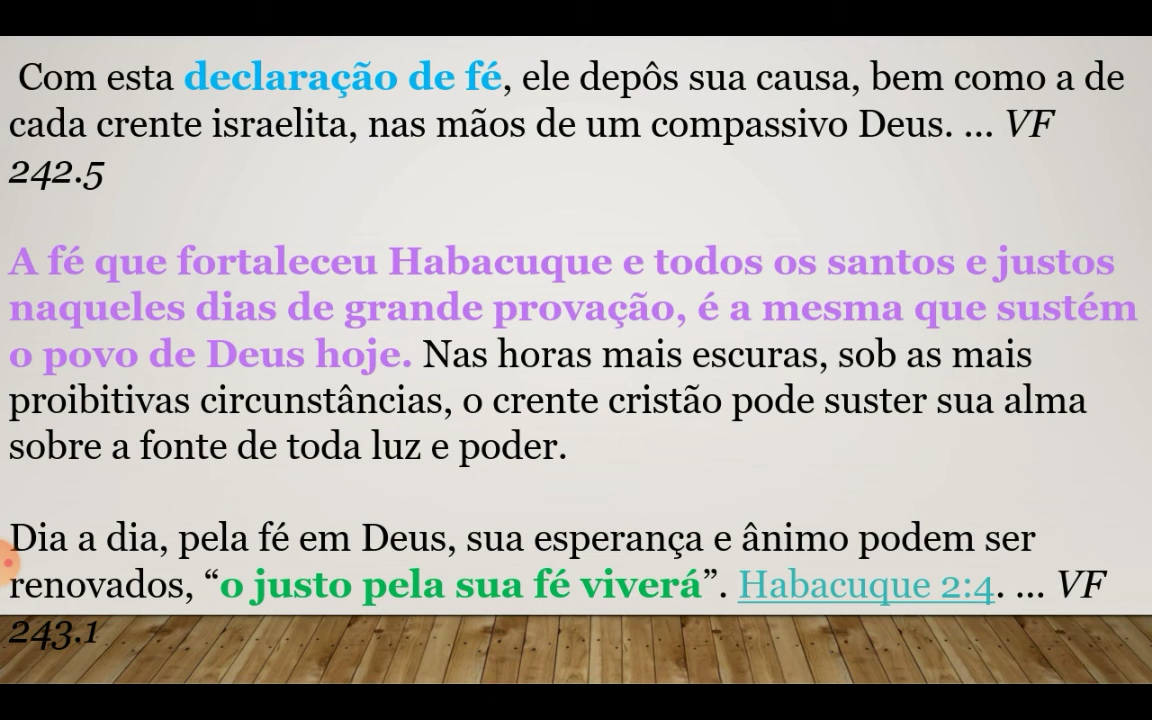 Com esta declaração de fé, ele depôs sua causa, bem como a de
cada crente israelita, nas mãos de um compassivo Deus. ... VF
242.5
A fé que fortaleceu Habacuque e todos os santos e justos
naqueles dias de grande provação, é a mesma que sustém
o povo de Deus hoje. Nas horas mais escuras, sob as mais
proibitivas circunstâncias, o crente cristão pode suster sua alma
sobre a fonte de toda luz e poder.
Dia a dia, pela fé em Deus, sua esperança e ânimo podem ser
renovados, “o justo pela sua fé viverá”. Habacuque 2:4. ... VF
243.1